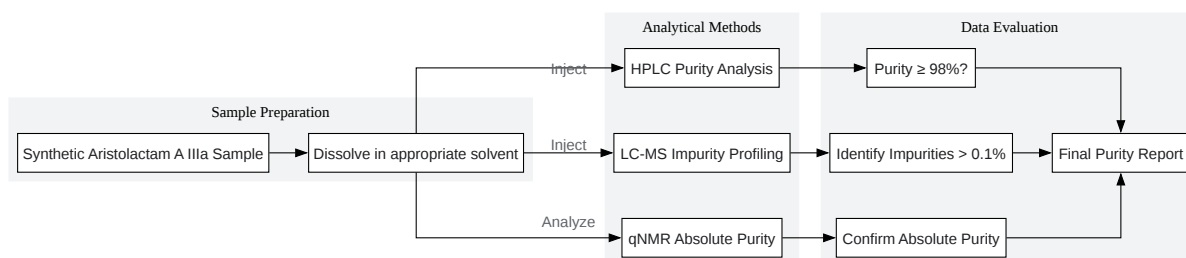 Analytical Methods
Data Evaluation
Inject
HPLC Purity Analysis
Purity ≥ 98%?
Sample Preparation
Synthetic Aristolactam A IIIa Sample
Dissolve in appropriate solvent
Inject
LC-MS Impurity Profiling
Identify Impurities > 0.1%
Final Purity Report
Analyze
qNMR Absolute Purity
Confirm Absolute Purity